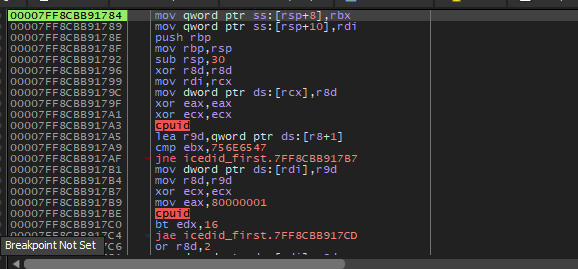 00007FF8CBB91784 mov qword ptr ss:[rsp+8],rbx
00007FF8CBB91789 mov qword ptr ss:[rsp+10],rdi
00007FF8CBB9178E push rbp
00007FF8CBB9178F mov rbp,rsp
00007FF8CBB91792 sub rsp,30
00007FF8CBB91796 xor r8d,r8d
00007FF8CBB91799 mov rdi,rcx
00007FF8CBB9179C mov dword ptr ds:[rcx],r8d
00007FF8CBB9179F xor eax,eax
00007FF8CBB917A1 xor ecx,ecx
00007FF8CBB917A3 cpuid
00007FF8CBB917A5 lea r9d,qword ptr ds:[r8+1]
00007FF8CBB917A9 cmp ebx,756E6547
00007FF8CBB917AF jne icedid_first.7FF8CBB917B7
00007FF8CBB917B1 mov dword ptr ds:[rdi],r9d
00007FF8CBB917B4 mov r8d,r9d
00007FF8CBB917B7 xor ecx,ecx
00007FF8CBB917B9 mov eax,80000001
00007FF8CBB917BE cpuid
00007FF8CBB917C0 bt edx,16
00007FF8CBB917C4 jae icedid_first.7FF8CBB917CD
Breakpoint Not Set C6 or r8d,2